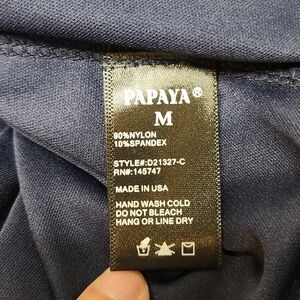 PAPAYA®
M
90%NYLON
10%SPANDEX
STYLE#:D21327-C
RN#:145747
MADE IN USA
HAND WASH COLD
DO NOT BLEACH
HANG OR LINE DRY